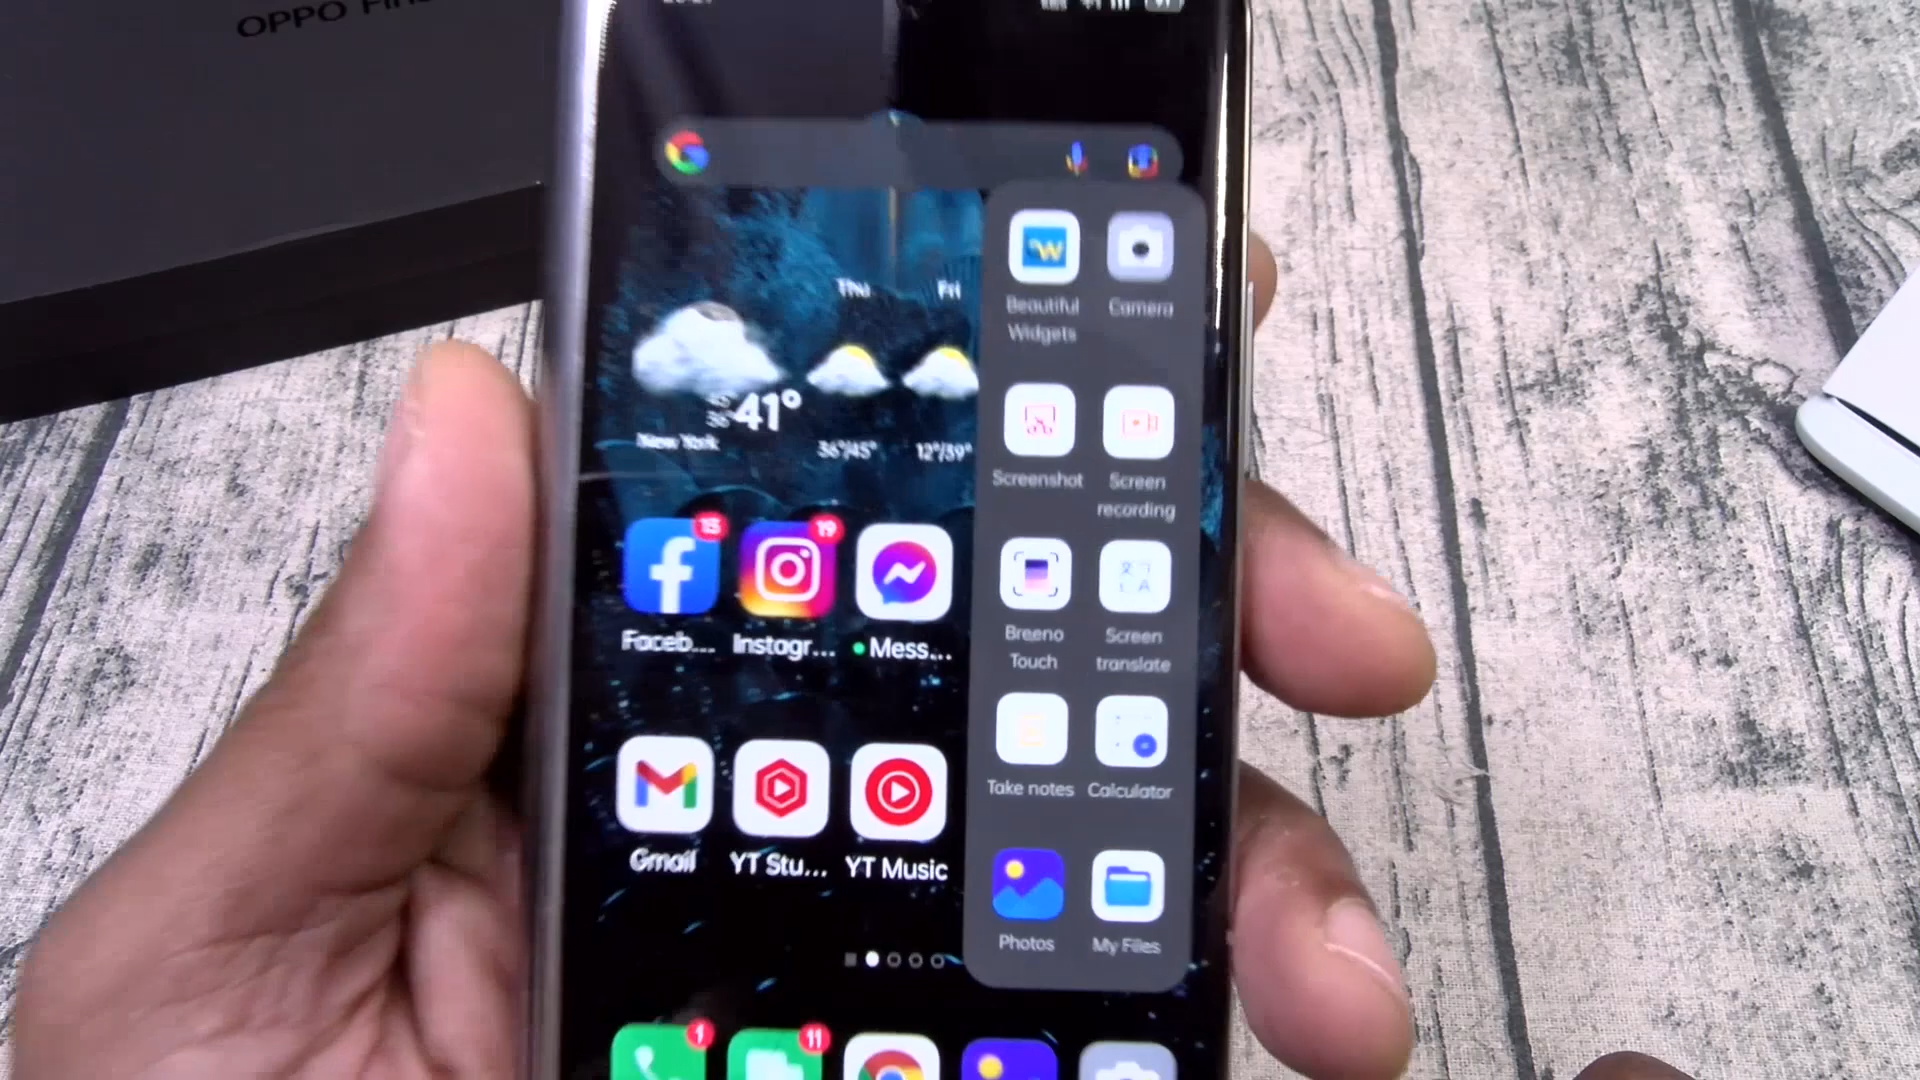 OPPO Find
Thu Fri
41°
New York
36°/45° 12°/39°
Beautiful
Widgets
Camera
Screenshot
Screen
recording
Breeno
Touch
Screen
translate
Take notes
Calculator
Photos
My Files
15
19
Faceb...
Instagr...
Mess...
Gmail
YT Stu...
YT Music
1
11